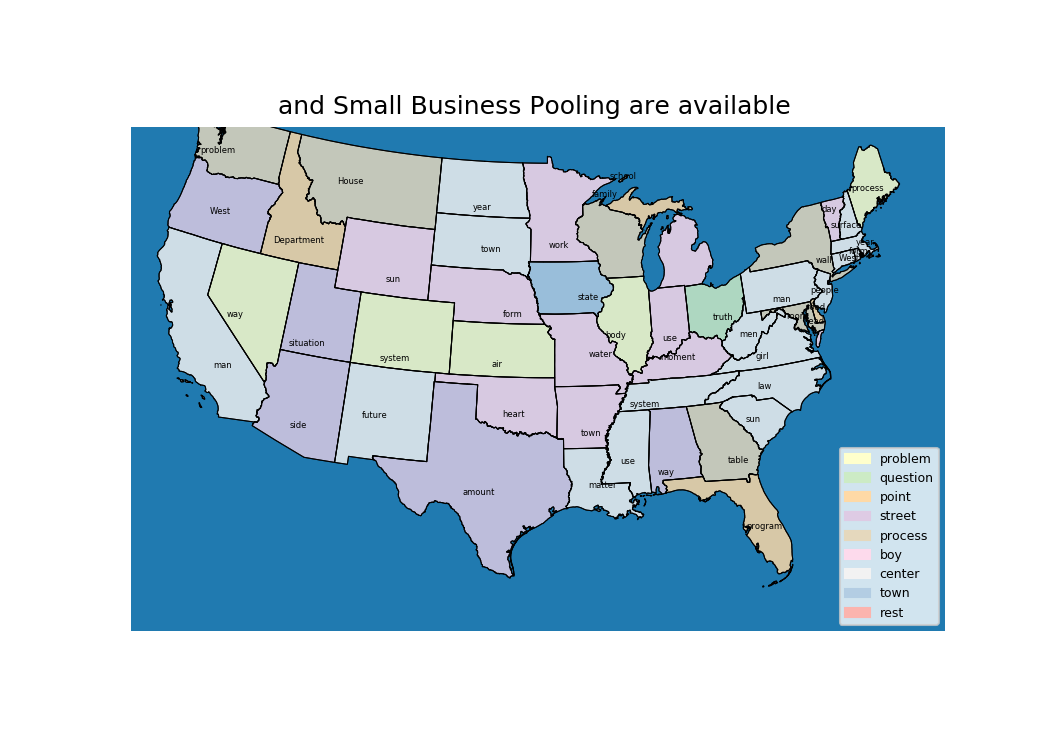 and Small Business Pooling are available
problem
House
school
family
process
year
West
day
surface
Department
town
work
year
wall
West
sun
state
people
man
way
form
truth
men
body
use
situation
system
air
water
moment
girl
man
law
system
future
heart
side
town
sun
use
table
way
amount
matter
program
problem
question
point
street
process
boy
center
town
rest